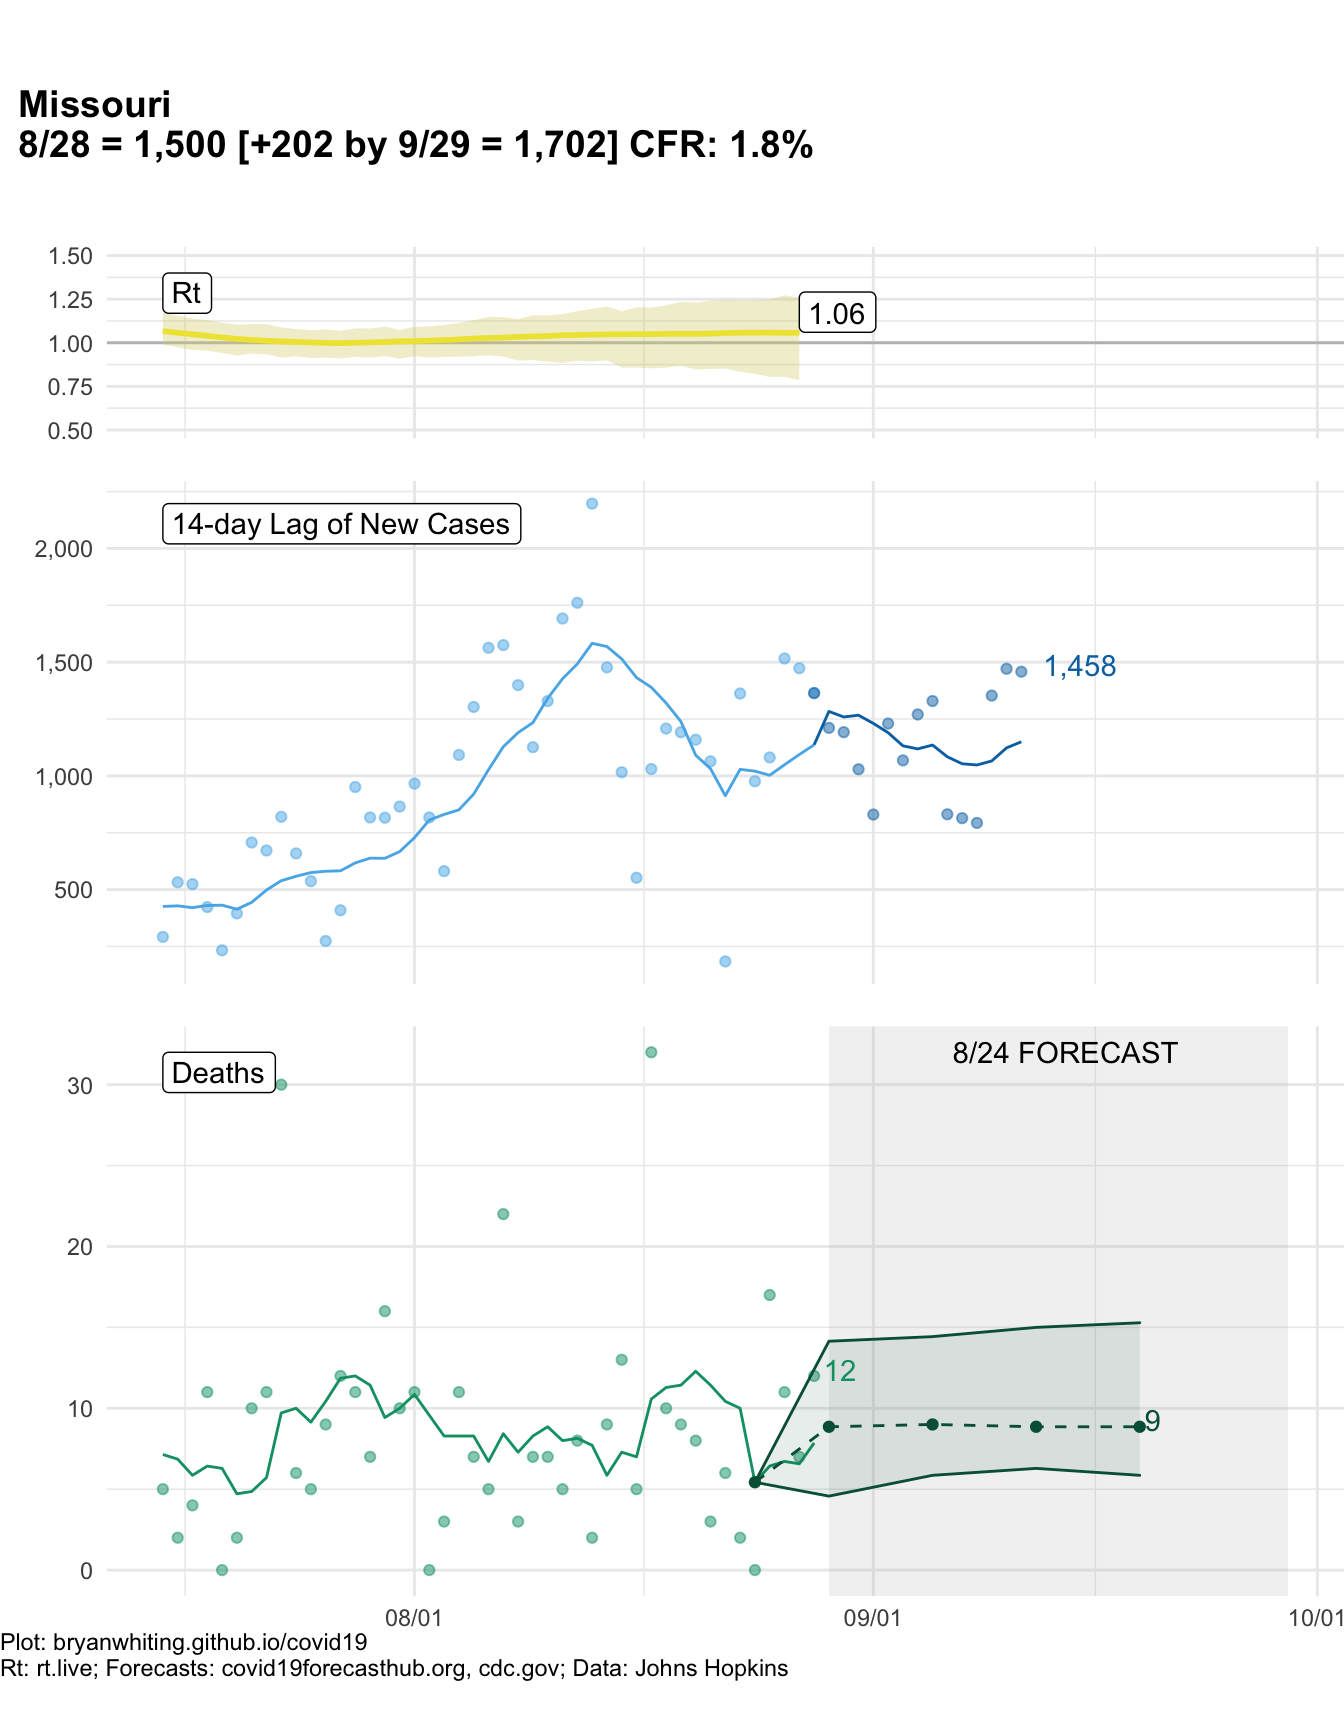 Missouri
8/28 = 1,500 [+202 by 9/29 = 1,702] CFR: 1.8%
1.50
Rt
1.25
1.06
1.00
0.75
0.50
14-day Lag of New Cases
2,000
1,500
1,458
1,000
500
8/24 FORECAST
Deaths
30
20
12
10
9
0
08/01
09/01
10/01
Plot: bryanwhiting.github.io/covid19
Rt: rt.live; Forecasts: covid19forecasthub.org, cdc.gov; Data: Johns Hopkins